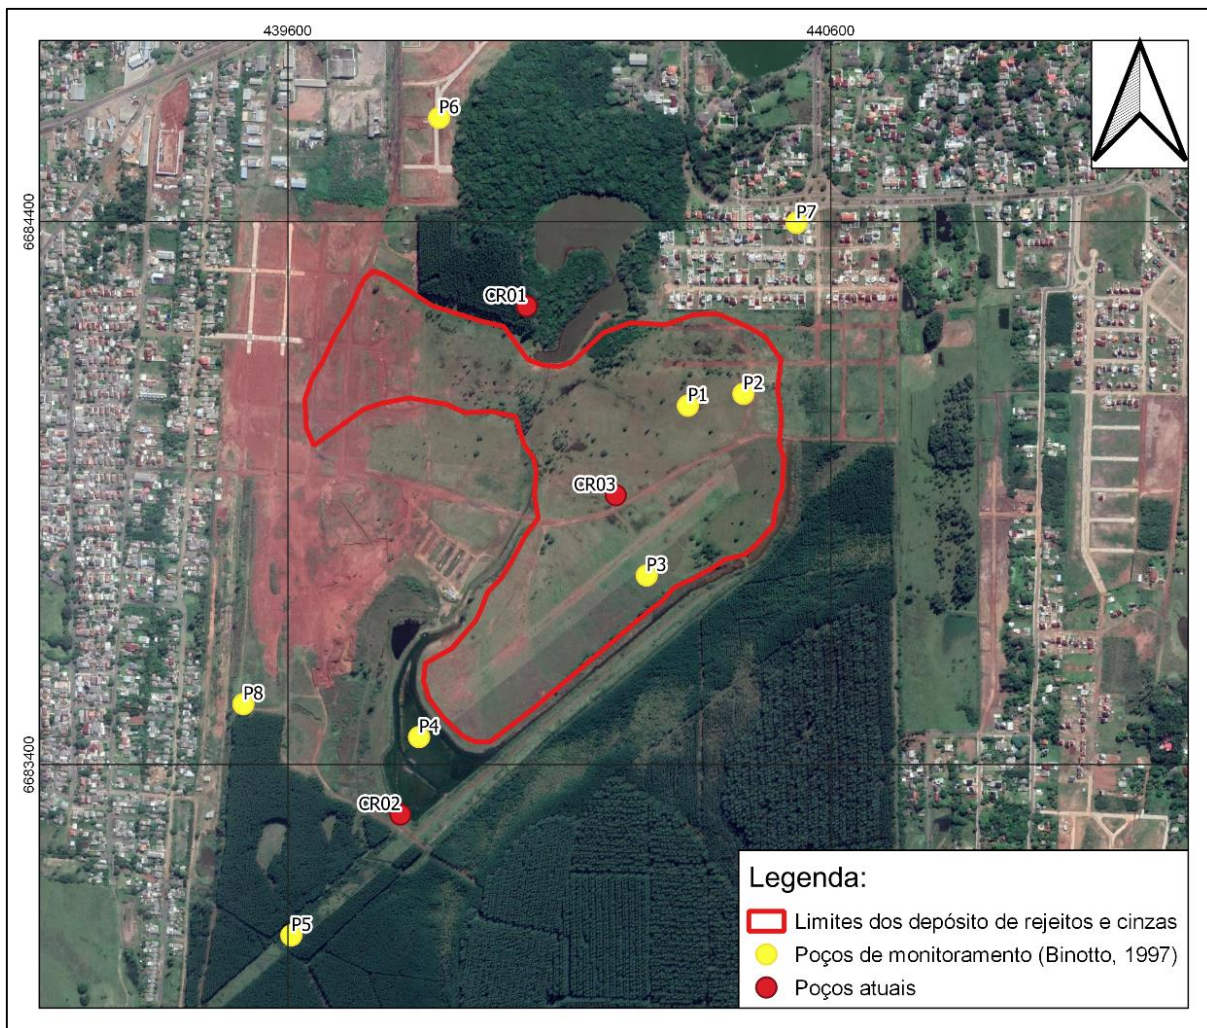 439600
440600
P6
6684400
P7
CR01
P1
P2
CR03
P3
P8
P4
6683400
CR02
P5
Legenda:
Limites dos depósito de rejeitos e cinzas
Poços de monitoramento (Binotto, 1997)
Poços atuais